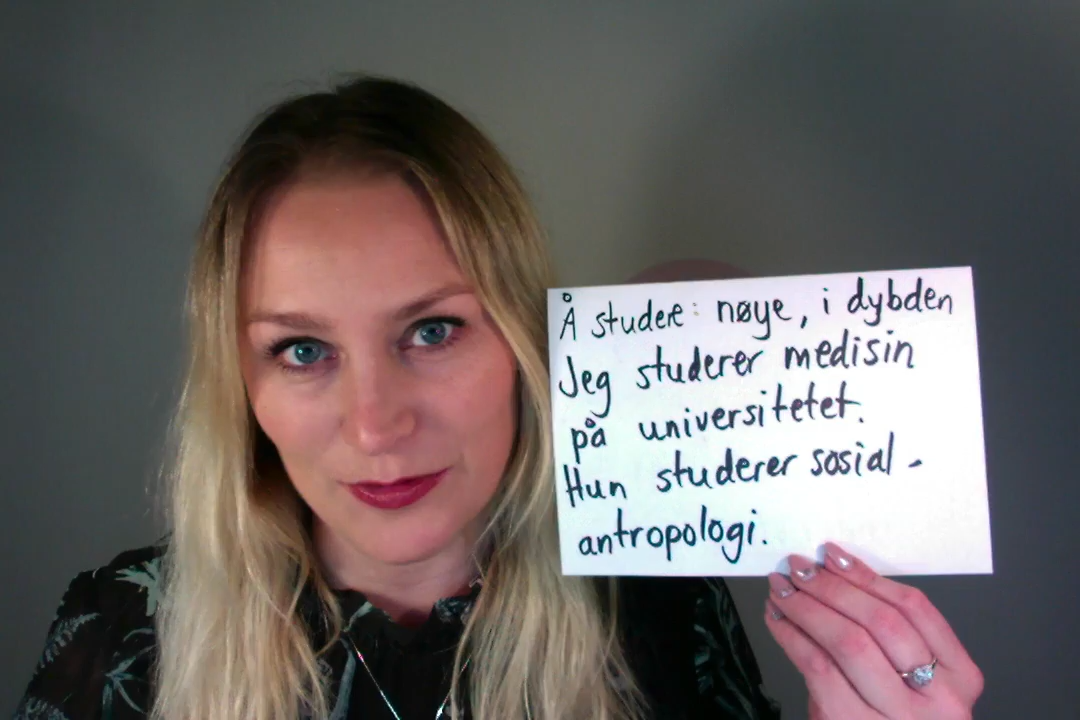 Å studere: nøye, i dybden
Jeg studerer medisin
på universitetet.
Hun studerer sosial-
antropologi.